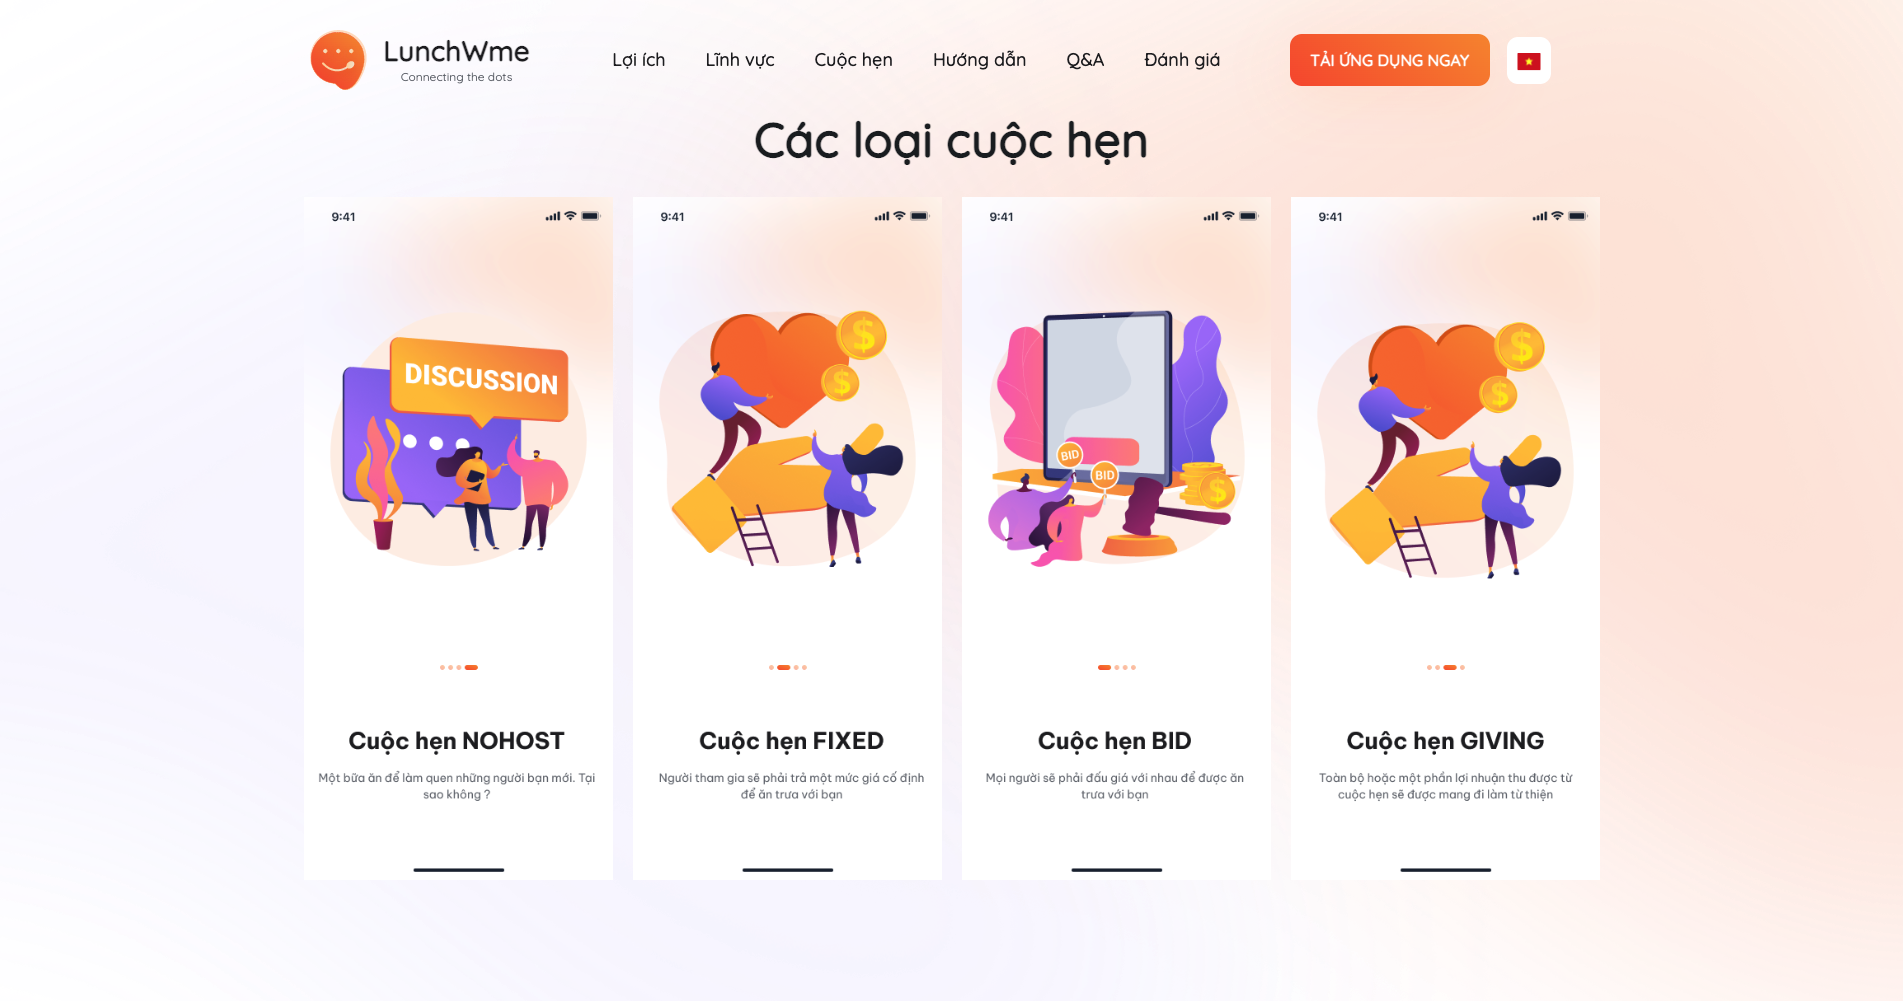 LunchWme
Connecting the dots
Lợi ích
Lĩnh vực
Cuộc hẹn
Hướng dẫn
Q&A
Đánh giá
TẢI ỨNG DỤNG NGAY
Các loại cuộc hẹn
9:41
DISCUSSION
Cuộc hẹn NOHOST
Một bữa ăn để làm quen những người bạn mới. Tại
sao không ?
9:41
$
$
Cuộc hẹn FIXED
Người tham gia sẽ phải trả một mức giá cố định
để ăn trưa với bạn
9:41
BID
BID
$
Cuộc hẹn BID
Mọi người sẽ phải đấu giá với nhau để được ăn
trưa với bạn
9:41
$
$
Cuộc hẹn GIVING
Toàn bộ hoặc một phần lợi nhuận thu được từ
cuộc hẹn sẽ được mang đi làm từ thiện